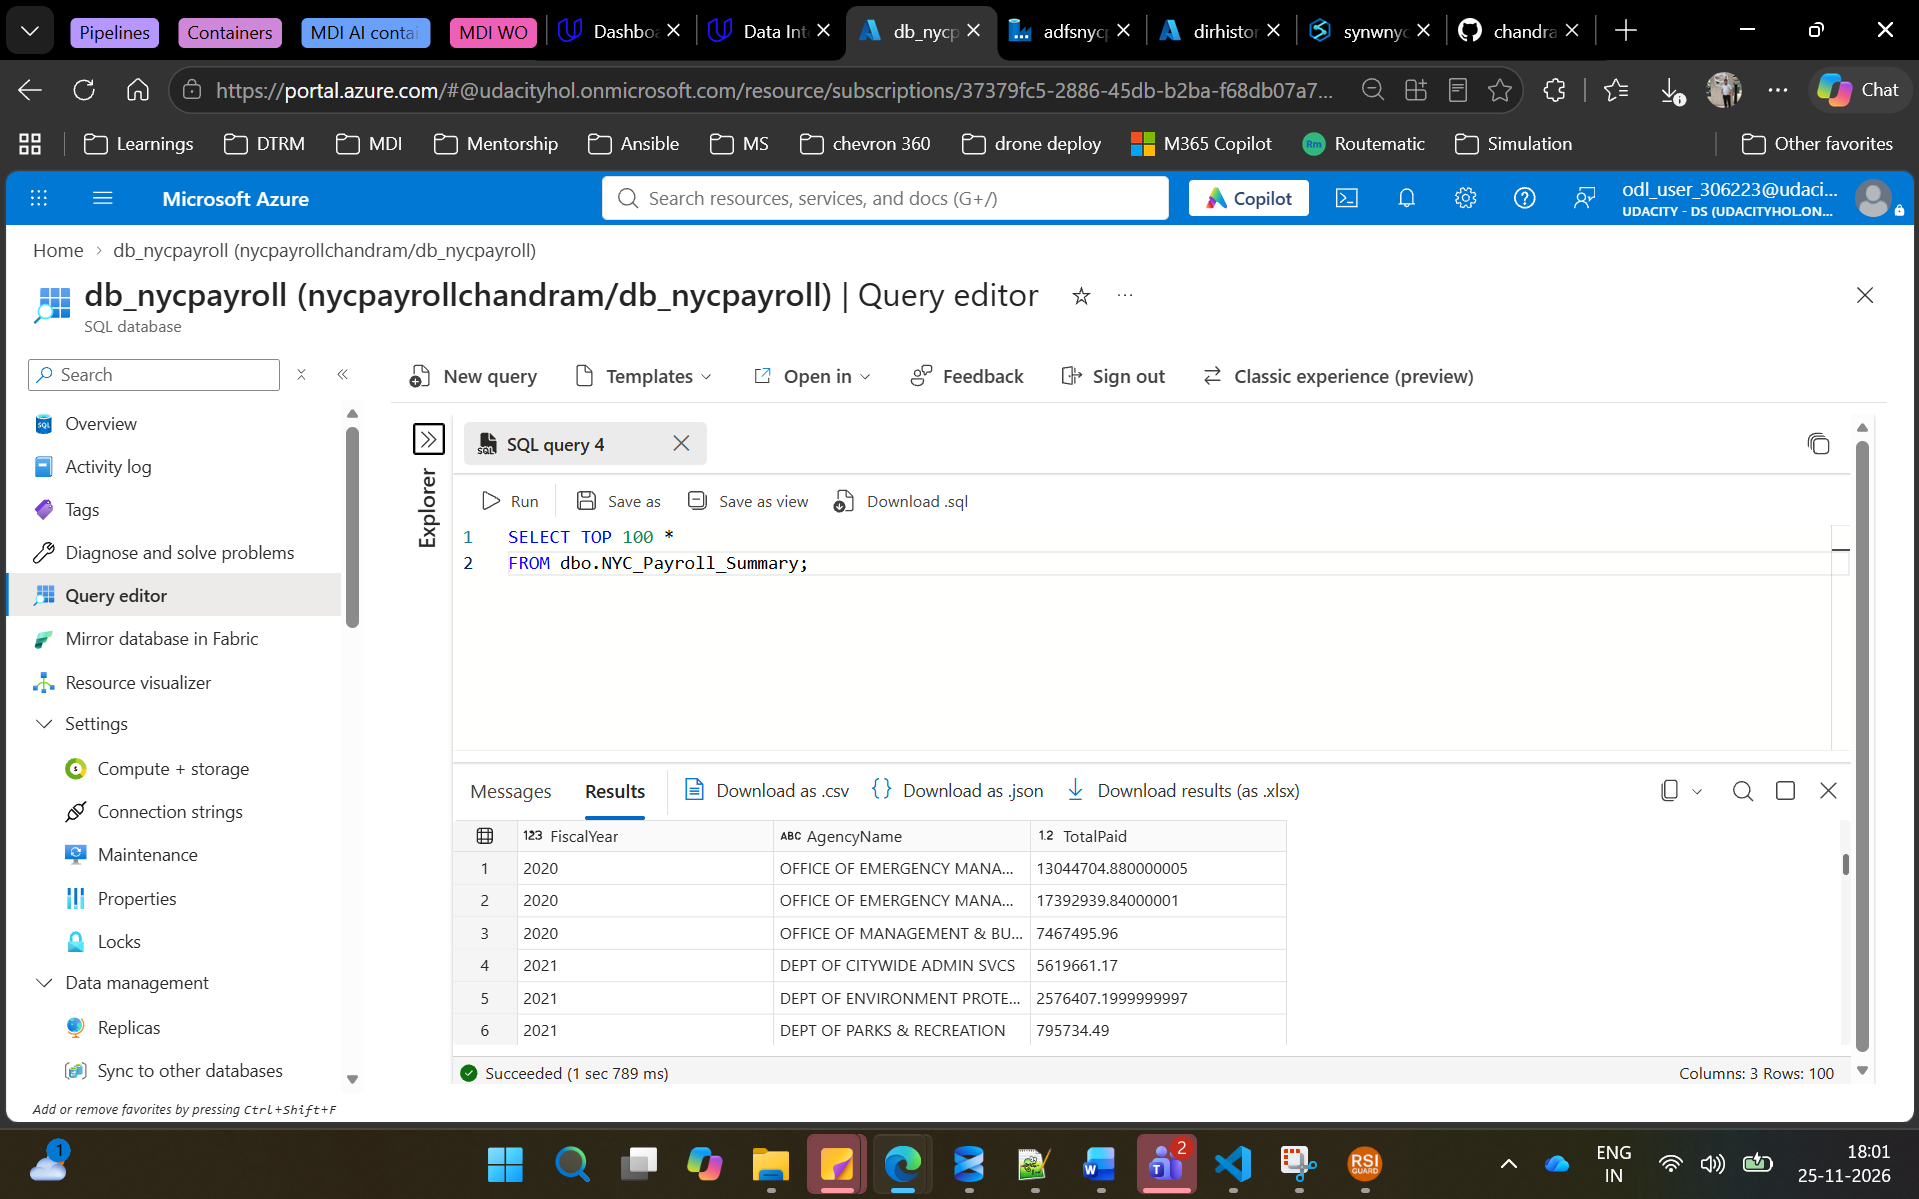 Pipelines
Containers
MDI AI contai
MDI WO
Dashbo
Data Int
db_nycp
adfsnyc
dirhistor
synwnyc
chandra
https://portal.azure.com/#@udacityhol.onmicrosoft.com/resource/subscriptions/37379fc5-2886-45db-b2ba-f68db07a7...
Chat
Learnings
DTRM
MDI
Mentorship
Ansible
MS
chevron 360
drone deploy
M365 Copilot
Rm
Routematic
Simulation
Other favorites
Microsoft Azure
Search resources, services, and docs (G+/)
Copilot
odl_user_306223@udaci...
UDACITY - DS (UDACITYHOL.ON...
Home
db_nycpayroll (nycpayrollchandram/db_nycpayroll)
db_nycpayroll (nycpayrollchandram/db_nycpayroll) | Query editor
SQL database
Search
New query
Templates
Open in
Feedback
Sign out
Classic experience (preview)
Overview
Activity log
Tags
Diagnose and solve problems
Query editor
Mirror database in Fabric
Resource visualizer
Settings
Compute + storage
Connection strings
Maintenance
Properties
Locks
Data management
Replicas
Sync to other databases
Add or remove favorites by pressing Ctrl+Shift+F
Explorer
SQL query 4
Run
Save as
Save as view
Download .sql
1 SELECT TOP 100 *
2 FROM dbo.NYC_Payroll_Summary;
Messages
Results
Download as .csv
Download as .json
Download results (as .xlsx)
123 FiscalYear ABC AgencyName 1.2 TotalPaid
1 2020 OFFICE OF EMERGENCY MANA... 13044704.880000005
2 2020 OFFICE OF EMERGENCY MANA... 17392939.84000001
3 2020 OFFICE OF MANAGEMENT & BU... 7467495.96
4 2021 DEPT OF CITYWIDE ADMIN SVCS 5619661.17
5 2021 DEPT OF ENVIRONMENT PROTE... 2576407.1999999997
6 2021 DEPT OF PARKS & RECREATION 795734.49
Succeeded (1 sec 789 ms)
Columns: 3 Rows: 100
1
2
RSI
GUARD
ENG
IN
18:01
25-11-2026